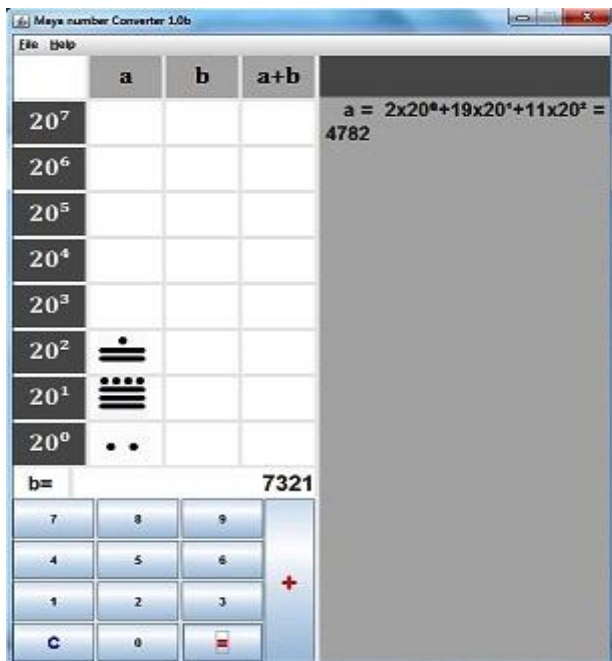 Maya number Converter 1.0b
File Help
a b a+b
20⁷
20⁶
20⁵
20⁴
20³
20²
20¹
20⁰
a = 2x20⁰+19x20¹+11x20² =
4782
b= 7321
7 8 9
4 5 6
+
1 2 3
C 0 =